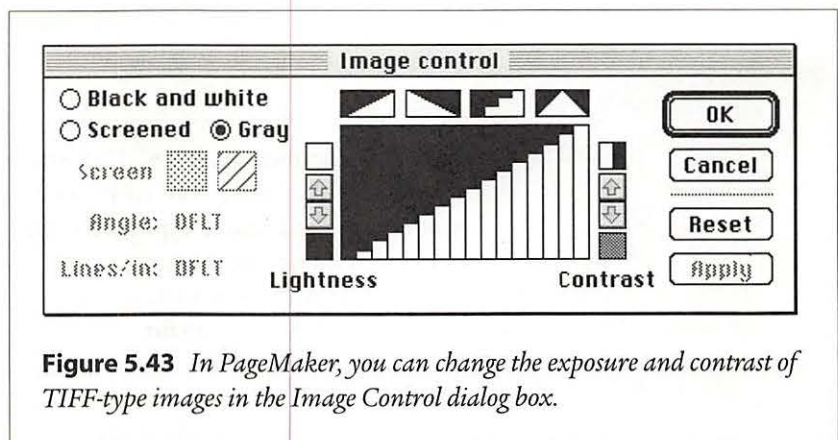 Image control
Black and white
Screened Gray
Screen
Angle: DFLT
Lines/in: DFLT
Lightness
Contrast
OK
Cancel
Reset
Apply
Figure 5.43 In PageMaker, you can change the exposure and contrast of
TIFF-type images in the Image Control dialog box.